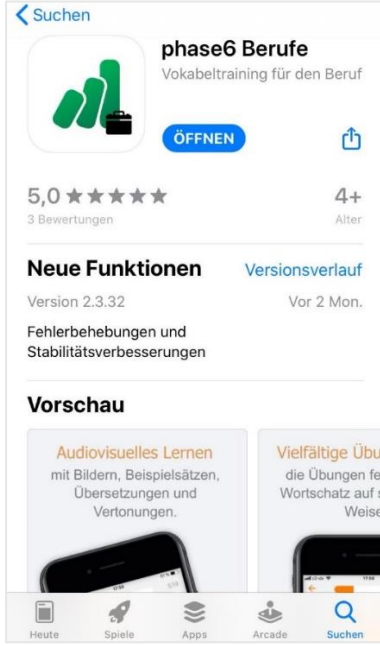 Suchen
phase6 Berufe
Vokabeltraining für den Beruf
ÖFFNEN
5,0 ★★★★★
4+
3 Bewertungen
Alter
Neue Funktionen
Versionsverlauf
Version 2.3.32
Vor 2 Mon.
Fehlerbehebungen und
Stabilitätsverbesserungen
Vorschau
Audiovisuelles Lernen
mit Bildern, Beispielsätzen,
Übersetzungen und
Vertonungen.
Vielfältige Übu
die Übungen fe
Wortschatz auf s
Weise
Heute
Spiele
Apps
Arcade
Suchen